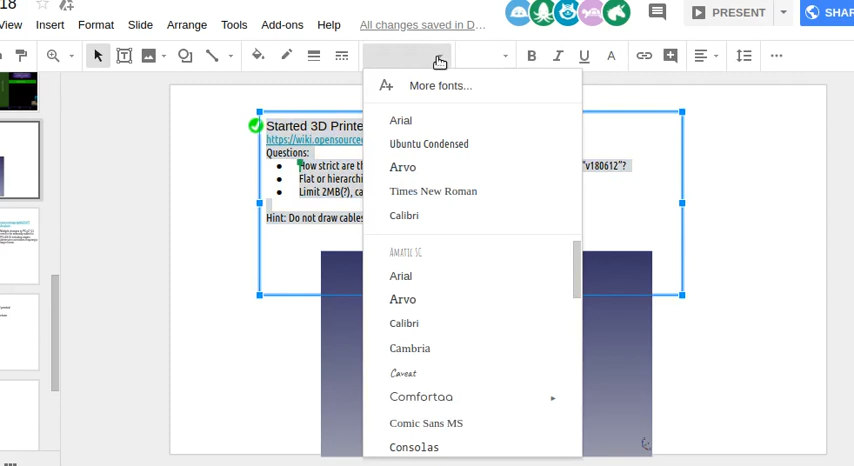 18
View Insert Format Slide Arrange Tools Add-ons Help All changes saved in D... PRESENT SHAR
B I U A
More fonts...
Arial
Ubuntu Condensed
Arvo
Times New Roman
Calibri
AMATIC SC
Arial
Arvo
Calibri
Cambria
Caveat
Comfortaa
Comic Sans MS
Consolas
Started 3D Printe
https://wiki.opensource
Questions:
How strict are th "v180612"?
Flat or hierarchi
Limit 2MB(?), ca
Hint: Do not draw cables